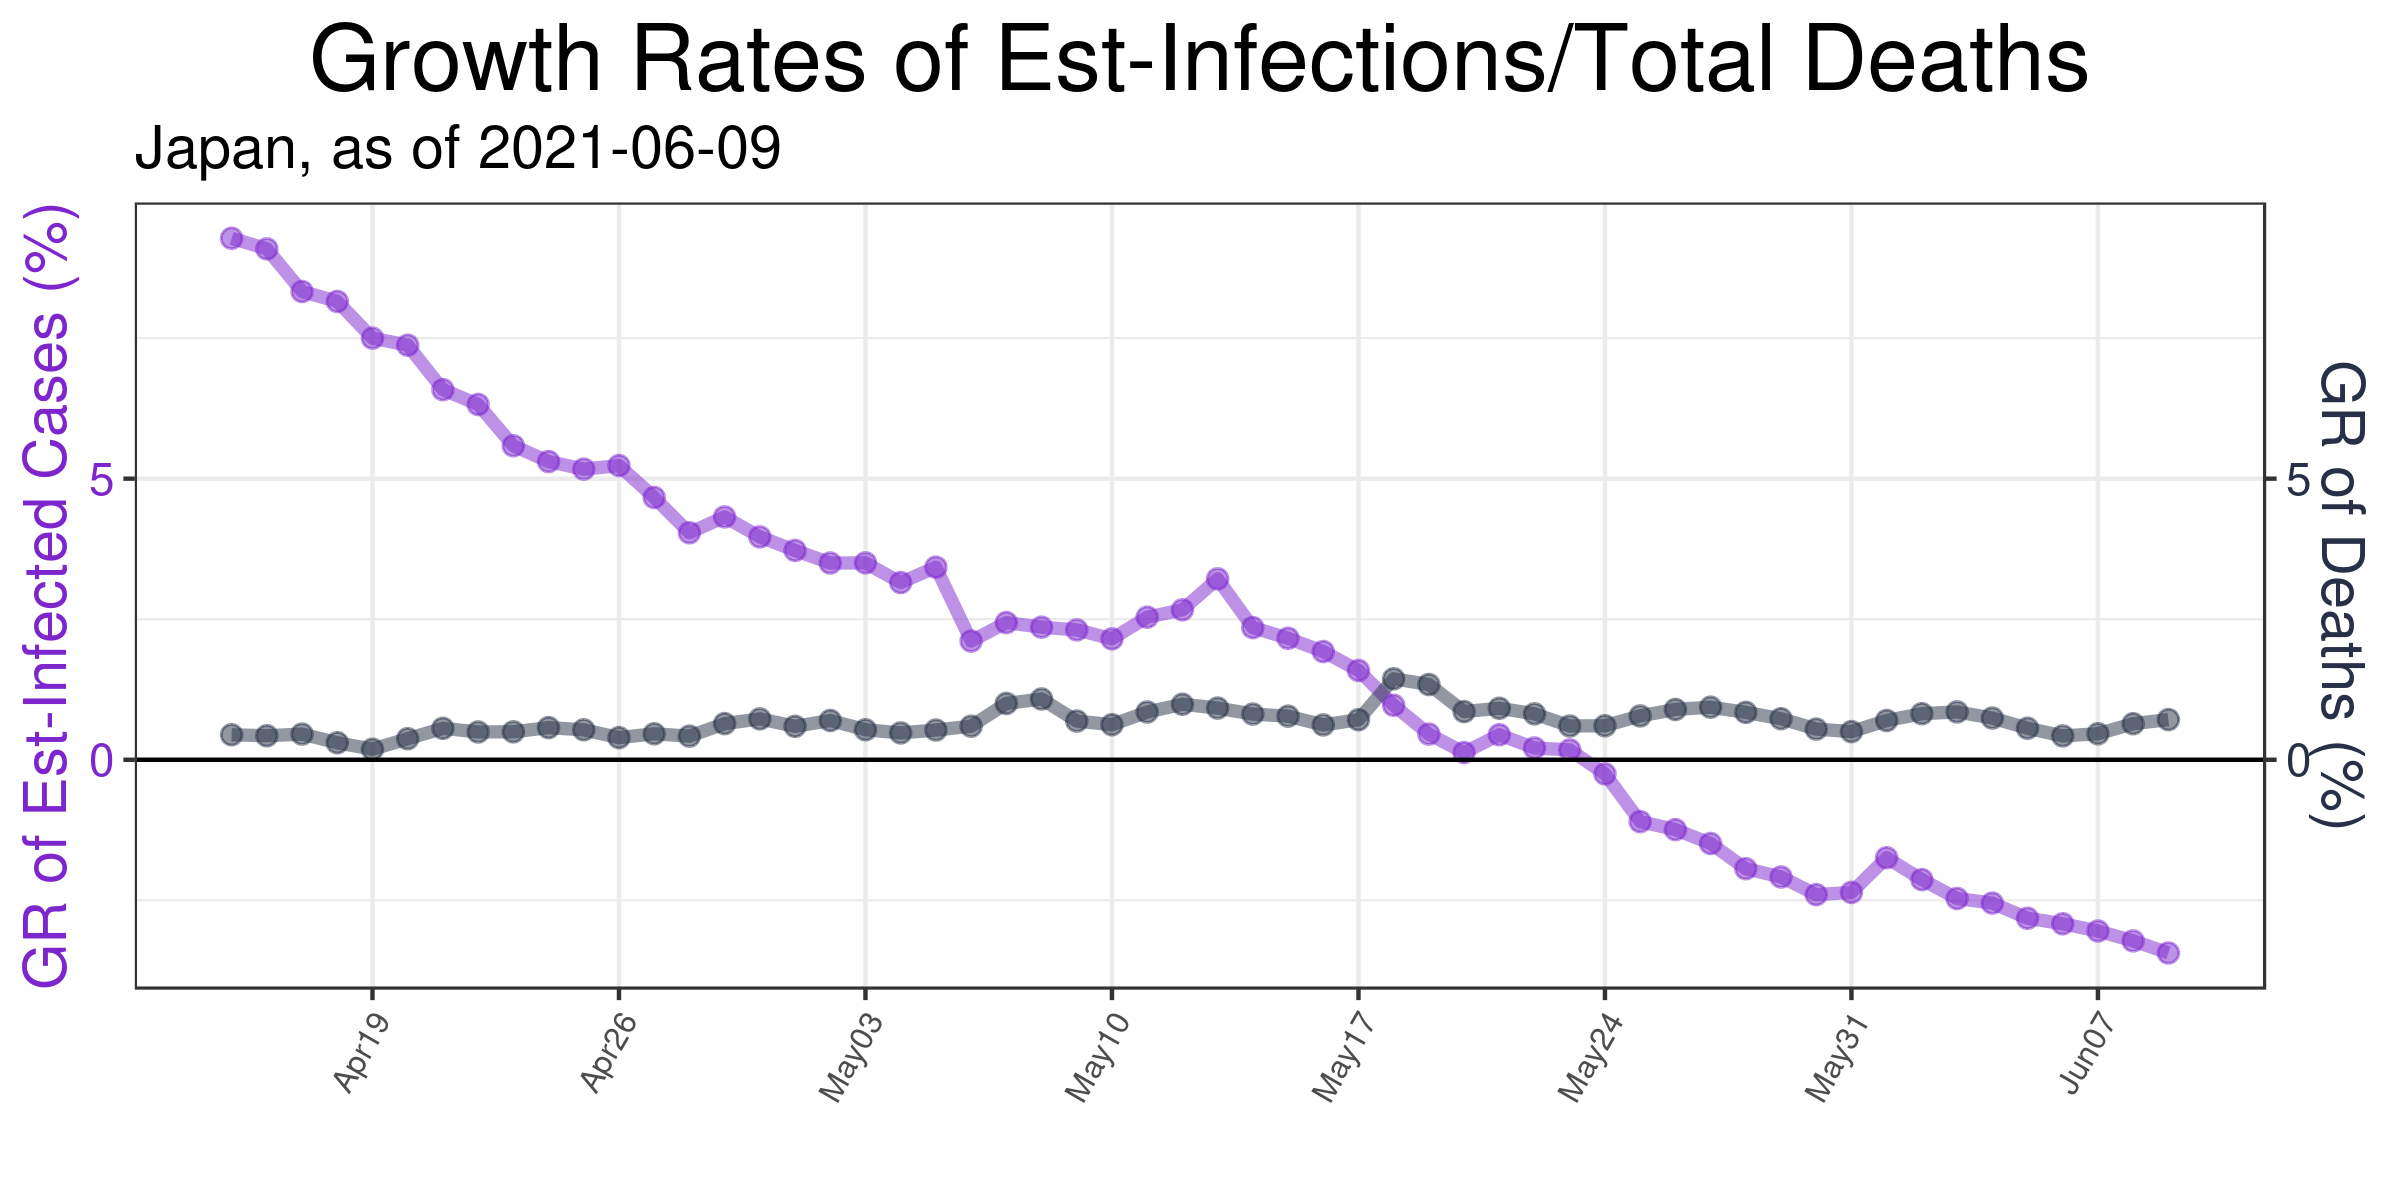 Growth Rates of Est-Infections/Total Deaths
Japan, as of 2021-06-09
GR of Est-Infected Cases (%)
5
0
5
0
GR of Deaths (%)
Apr19
Apr26
May03
May10
May17
May24
May31
Jun07